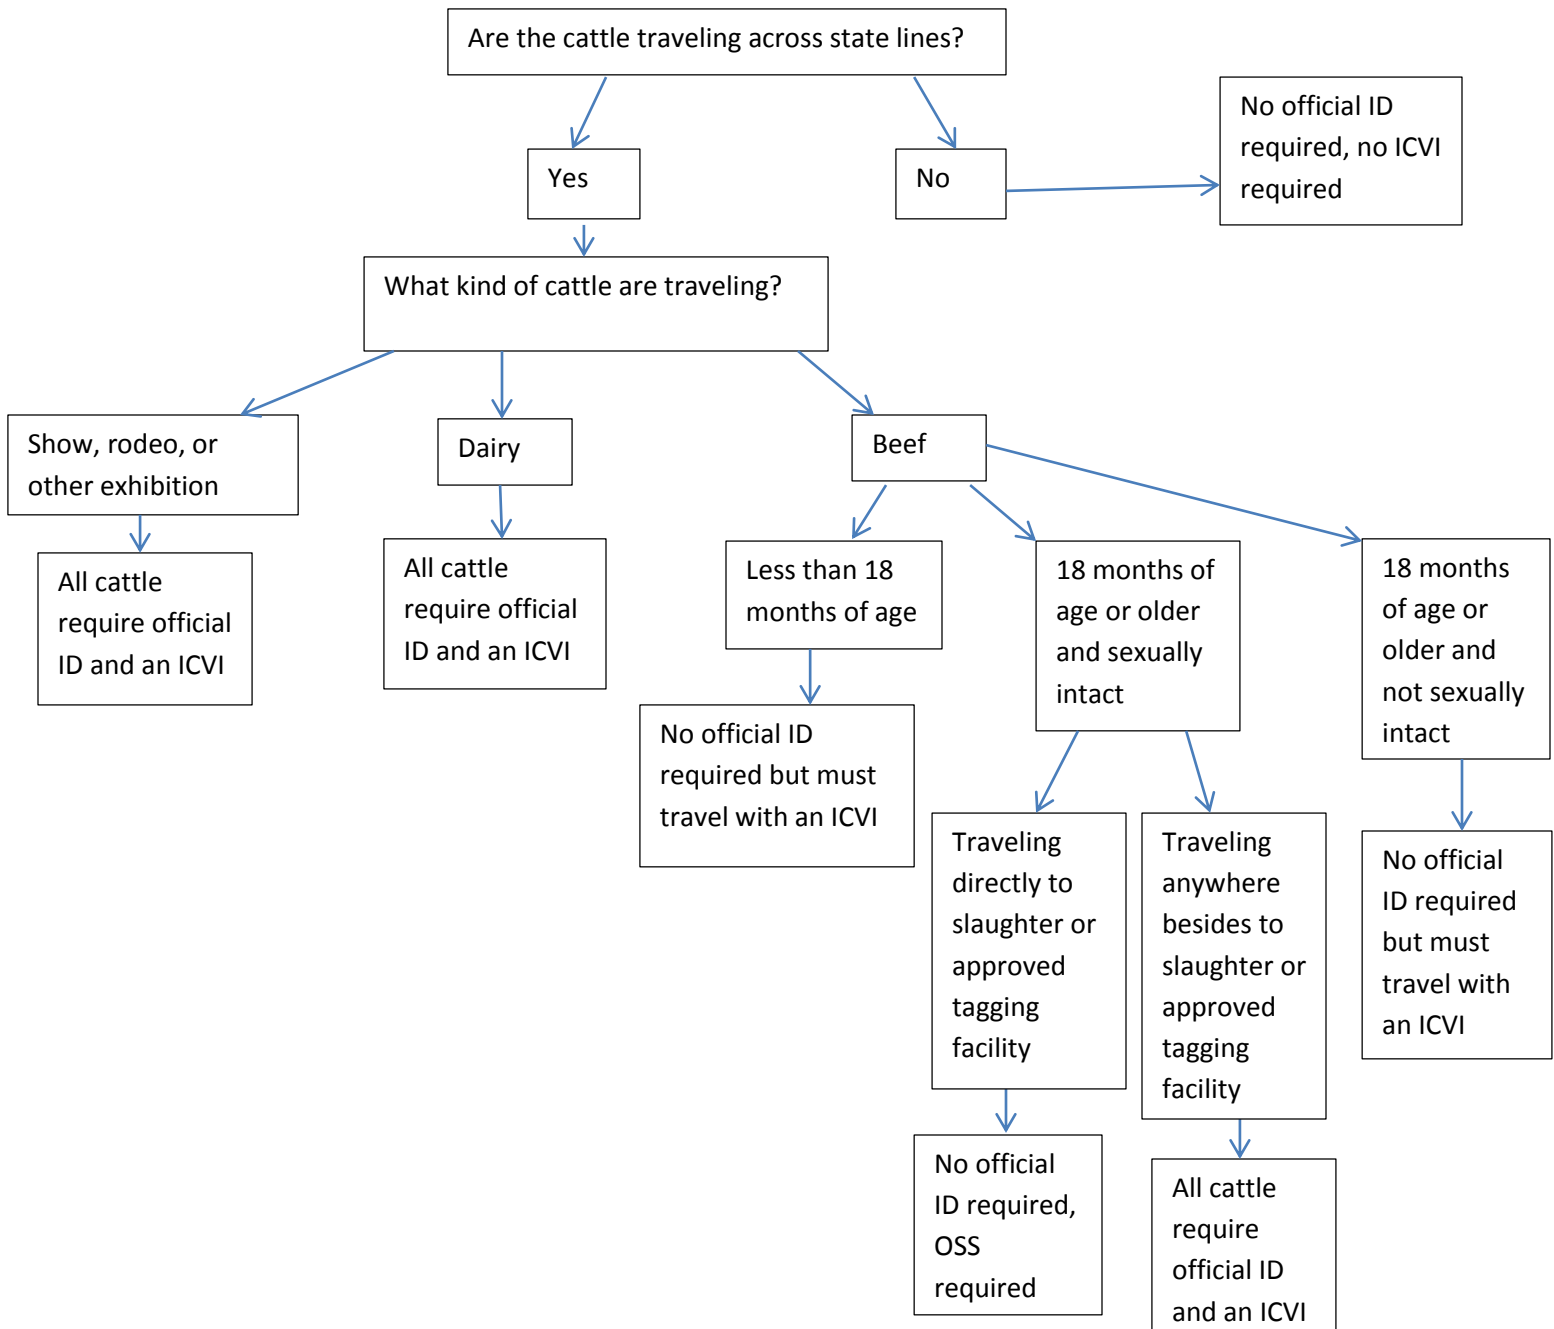 Are the cattle traveling across state lines?
No official ID
required, no ICVI
required
Yes
No
What kind of cattle are traveling?
Show, rodeo, or
other exhibition
Dairy
Beef
All cattle
require official
ID and an ICVI
All cattle
require official
ID and an ICVI
Less than 18
months of age
18 months of
age or older
and sexually
intact
18 months
of age or
older and
not sexually
intact
No official ID
required but must
travel with an ICVI
Traveling
directly to
slaughter or
approved
tagging
facility
Traveling
anywhere
besides to
slaughter or
approved
tagging
facility
No official
ID required
but must
travel with
an ICVI
No official
ID required,
OSS
required
All cattle
require
official ID
and an ICVI